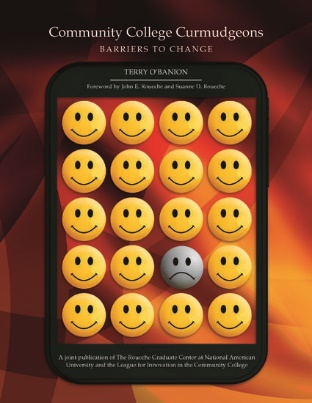 Community College Curmudgeons
BARRIERS TO CHANGE
TERRY O'BANION
Foreword by John E. Roueche and Suanne D. Roueche
A joint publication of The Roueche Graduate Center at National American
University and the League for Innovation in the Community College